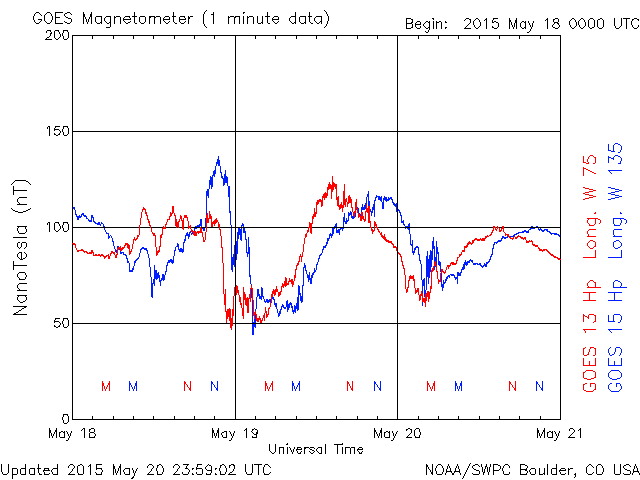 GOES Magnetometer (1 minute data)
Begin: 2015 May 18 0000 UTC
200
150
100
50
0
NanoTesla (nT)
M M N N M M N N M M N N
May 18 May 19 May 20 May 21
Universal Time
GOES 13 Hp Long. W 75
GOES 15 Hp Long. W 135
Updated 2015 May 20 23:59:02 UTC
NOAA/SWPC Boulder, CO USA